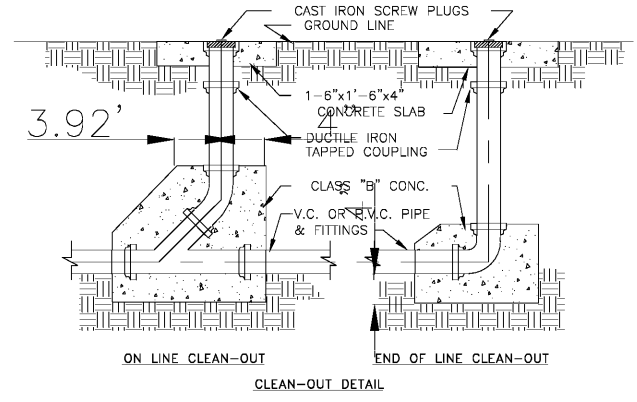 CAST IRON SCREW PLUGS
GROUND LINE
1-6"x1'-6"x4"
CONCRETE SLAB
3.92'
4"
DUCTILE IRON
TAPPED COUPLING
CLASS "B" CONC.
V.C. OR P.V.C. PIPE
& FITTINGS
ON LINE CLEAN-OUT
END OF LINE CLEAN-OUT
CLEAN-OUT DETAIL